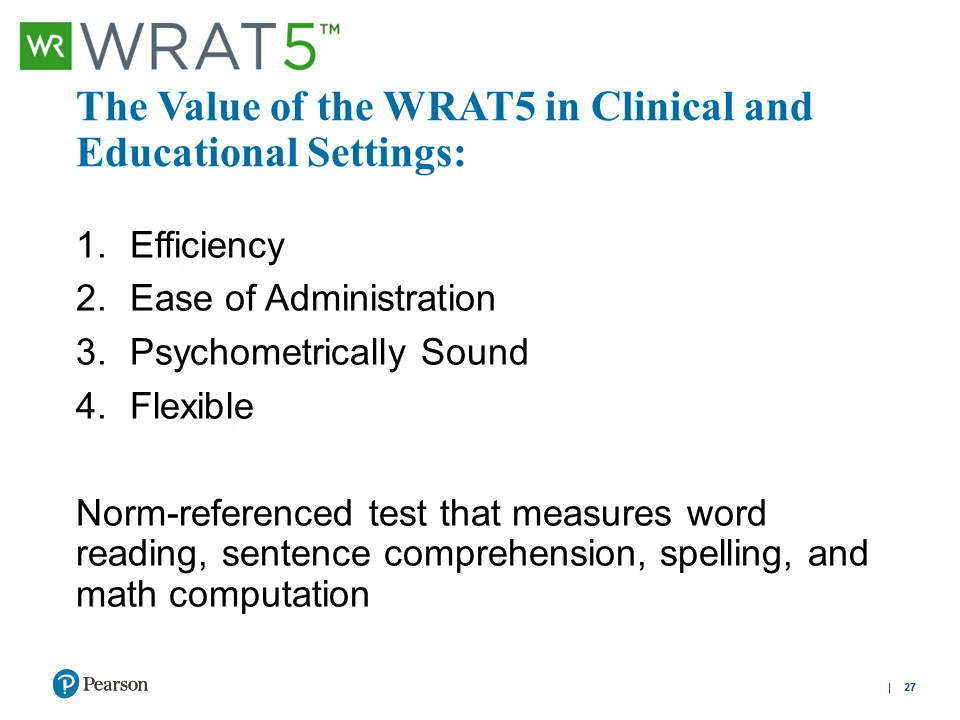 WR WRAT5™
The Value of the WRAT5 in Clinical and
Educational Settings:
1. Efficiency
2. Ease of Administration
3. Psychometrically Sound
4. Flexible
Norm-referenced test that measures word
reading, sentence comprehension, spelling, and
math computation
P Pearson
| 27